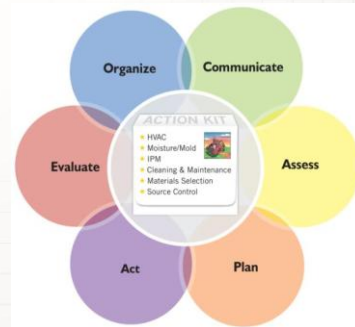 Organize
Communicate
ACTION KIT
HVAC
Moisture/Mold
IPM
Cleaning & Maintenance
Materials Selection
Source Control
Evaluate
Assess
Act
Plan